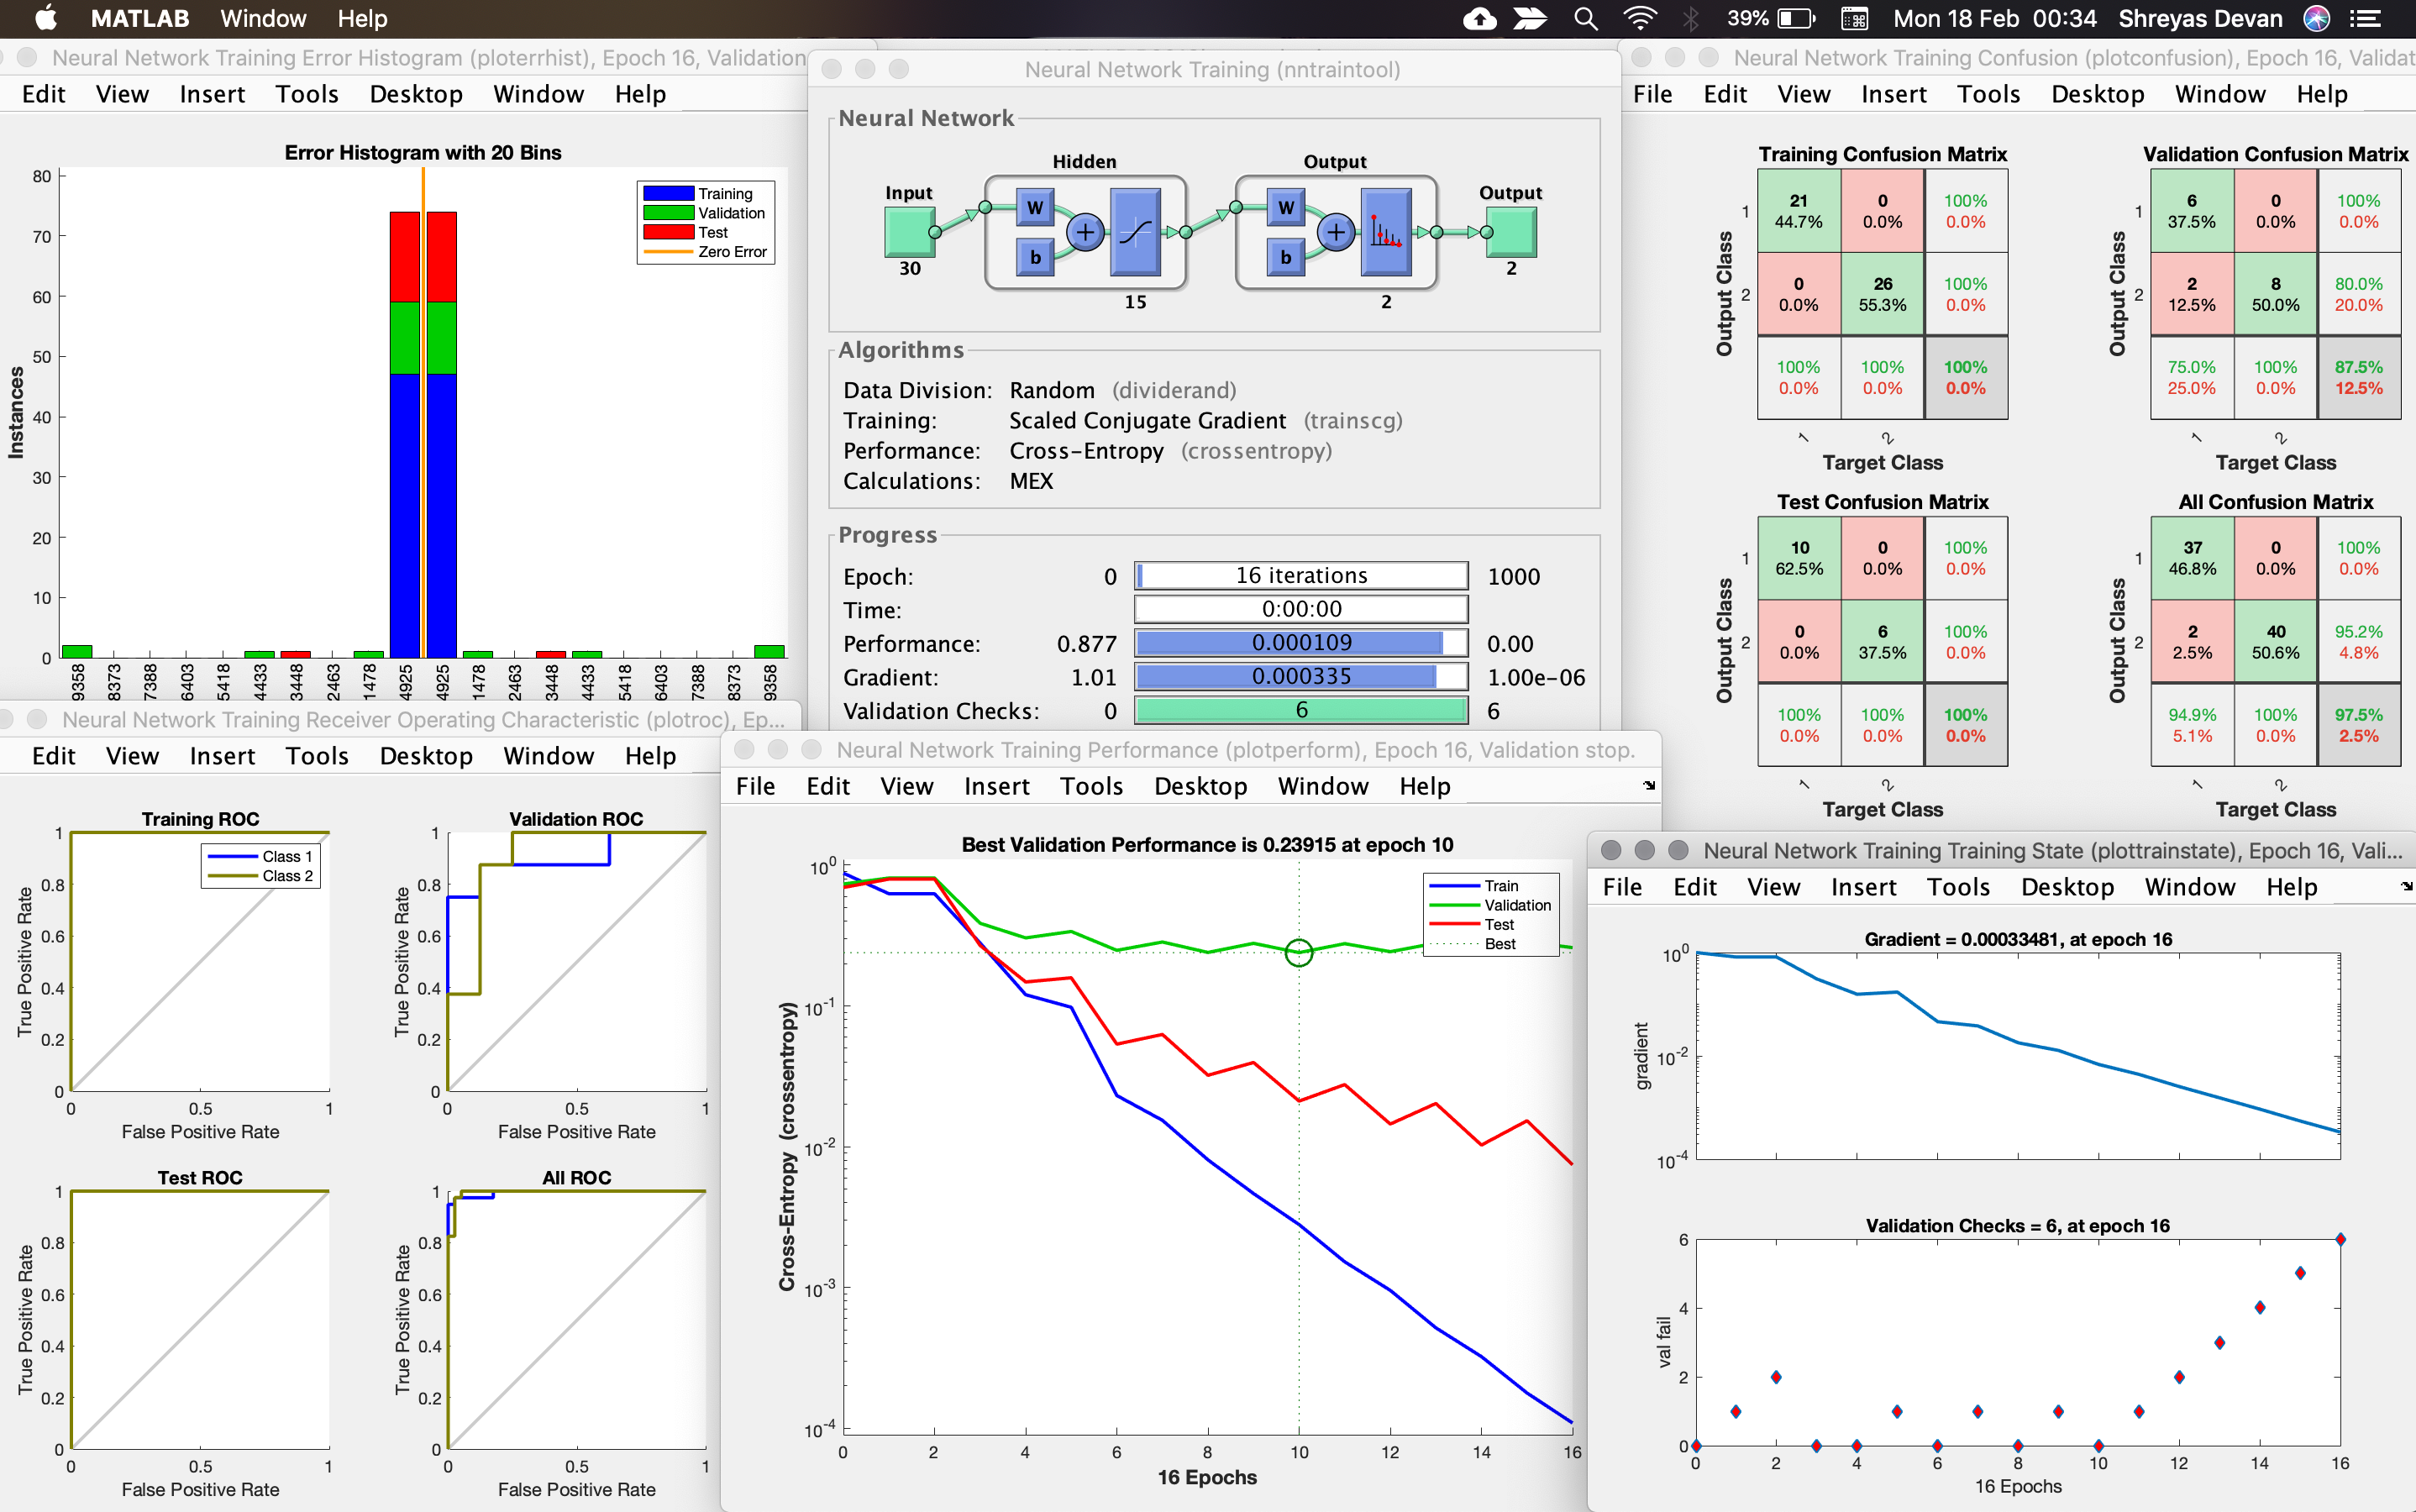 MATLAB Window Help 39% Mon 18 Feb 00:34 Shreyas Devan
Neural Network Training Error Histogram (ploterrhist), Epoch 16, Validation
Edit View Insert Tools Desktop Window Help
Error Histogram with 20 Bins
Training
Validation
Test
Zero Error
Instances
80
70
60
50
40
30
20
10
0
9358 8373 7388 6403 5418 4433 3448 2463 1478 4925 4925 1478 2463 3448 4433 5418 6403 7388 8373 9358
Neural Network Training (nntraintool)
Neural Network
Hidden Output
Input Output
W W
b b
30 2
15 2
Algorithms
Data Division: Random (dividerand)
Training: Scaled Conjugate Gradient (trainscg)
Performance: Cross-Entropy (crossentropy)
Calculations: MEX
Progress
Epoch: 0 16 iterations 1000
Time: 0:00:00
Performance: 0.877 0.000109 0.00
Gradient: 1.01 0.000335 1.00e-06
Validation Checks: 0 6 6
Neural Network Training Confusion (plotconfusion), Epoch 16, Validat
File Edit View Insert Tools Desktop Window Help
Training Confusion Matrix
Output Class
1 21 0 100%
44.7% 0.0% 0.0%
2 0 26 100%
0.0% 55.3% 0.0%
100% 100% 100%
0.0% 0.0% 0.0%
1 2
Target Class
Validation Confusion Matrix
Output Class
1 6 0 100%
37.5% 0.0% 0.0%
2 2 8 80.0%
12.5% 50.0% 20.0%
75.0% 100% 87.5%
25.0% 0.0% 12.5%
1 2
Target Class
Test Confusion Matrix
Output Class
1 10 0 100%
62.5% 0.0% 0.0%
2 0 6 100%
0.0% 37.5% 0.0%
100% 100% 100%
0.0% 0.0% 0.0%
1 2
Target Class
All Confusion Matrix
Output Class
1 37 0 100%
46.8% 0.0% 0.0%
2 2 40 95.2%
2.5% 50.6% 4.8%
94.9% 100% 97.5%
5.1% 0.0% 2.5%
1 2
Target Class
Neural Network Training Receiver Operating Characteristic (plotroc), Ep...
Edit View Insert Tools Desktop Window Help
Training ROC
Class 1
Class 2
True Positive Rate
1
0.8
0.6
0.4
0.2
0
0 0.5 1
False Positive Rate
Validation ROC
True Positive Rate
1
0.8
0.6
0.4
0.2
0
0 0.5 1
False Positive Rate
Test ROC
True Positive Rate
1
0.8
0.6
0.4
0.2
0
0 0.5 1
False Positive Rate
All ROC
True Positive Rate
1
0.8
0.6
0.4
0.2
0
0 0.5 1
False Positive Rate
Neural Network Training Performance (plotperform), Epoch 16, Validation stop.
File Edit View Insert Tools Desktop Window Help
Best Validation Performance is 0.23915 at epoch 10
Train
Validation
Test
Best
Cross-Entropy (crossentropy)
10^0
10^-1
10^-2
10^-3
10^-4
0 2 4 6 8 10 12 14 16
16 Epochs
Neural Network Training Training State (plottrainstate), Epoch 16, Vali...
File Edit View Insert Tools Desktop Window Help
Gradient = 0.00033481, at epoch 16
gradient
10^0
10^-2
10^-4
Validation Checks = 6, at epoch 16
val fail
6
4
2
0
0 2 4 6 8 10 12 14 16
16 Epochs